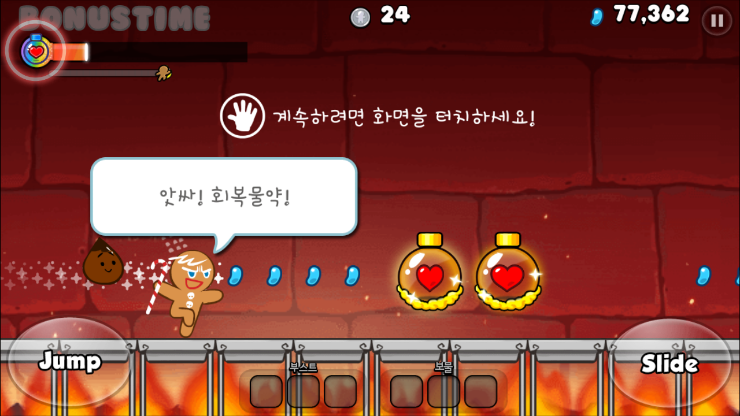 BONUSTIME
24
77,362
계속하려면 화면을 터치하세요!
앗싸! 회복물약!
Jump
부스트
보물
Slide